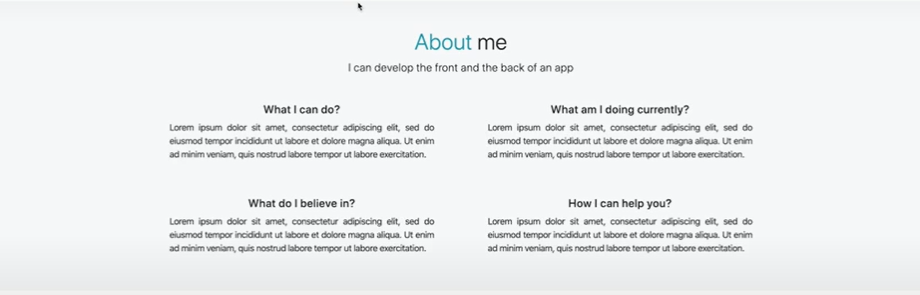 About me
I can develop the front and the back of an app
What I can do?
Lorem ipsum dolor sit amet, consectetur adipiscing elit, sed do
eiusmod tempor incididunt ut labore et dolore magna aliqua. Ut enim
ad minim veniam, quis nostrud labore tempor ut labore exercitation.
What am I doing currently?
Lorem ipsum dolor sit amet, consectetur adipiscing elit, sed do
eiusmod tempor incididunt ut labore et dolore magna aliqua. Ut enim
ad minim veniam, quis nostrud labore tempor ut labore exercitation.
What do I believe in?
Lorem ipsum dolor sit amet, consectetur adipiscing elit, sed do
eiusmod tempor incididunt ut labore et dolore magna aliqua. Ut enim
ad minim veniam, quis nostrud labore tempor ut labore exercitation.
How I can help you?
Lorem ipsum dolor sit amet, consectetur adipiscing elit, sed do
eiusmod tempor incididunt ut labore et dolore magna aliqua. Ut enim
ad minim veniam, quis nostrud labore tempor ut labore exercitation.